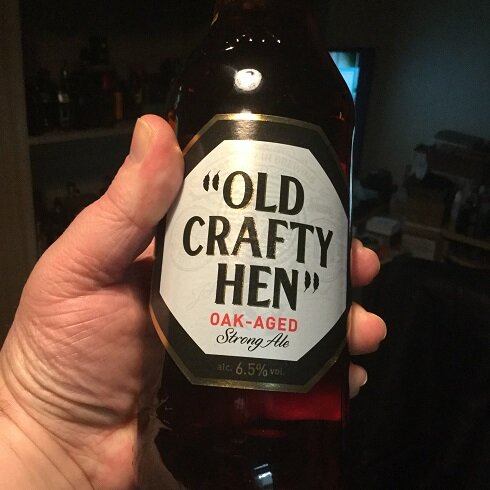 "OLD
CRAFTY
HEN"
OAK-AGED
Strong Ale
alc. 6.5% vol.